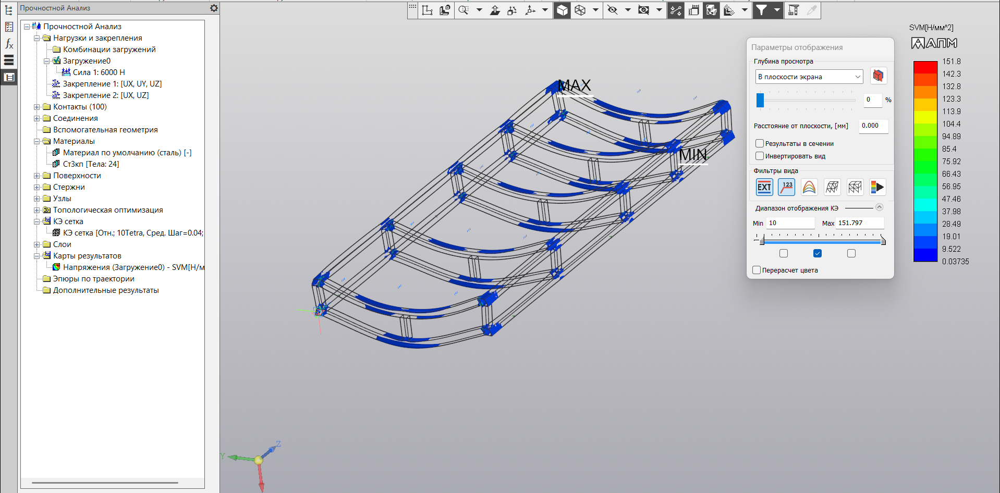 Прочностной Анализ
Прочностной Анализ
Нагрузки и закрепления
Комбинации загружений
Загружение0
Сила 1: 6000 Н
Закрепление 1: [UX, UY, UZ]
Закрепление 2: [UX, UZ]
Контакты (100)
Соединения
Вспомогательная геометрия
Материалы
Материал по умолчанию (сталь) [-]
Ст3кп [Тела: 24]
Поверхности
Стержни
Узлы
Топологическая оптимизация
КЭ сетка
КЭ сетка [Отн.; 10Tetra, Сред. Шаг=0.04;
Слои
Карты результатов
Напряжения (Загружение0) - SVM[Н/м
Эпюры по траектории
Дополнительные результаты
MAX
MIN
Z
Y
Параметры отображения
Глубина просмотра
В плоскости экрана
0 %
Расстояние от плоскости, [мм] 0.000
Результаты в сечении
Инвертировать вид
Фильтры вида
EXT 123
Диапазон отображения КЭ
Min 10 Max 151.797
Перерасчет цвета
SVM[Н/мм^2]
АПМ
151.8
142.3
132.8
123.3
113.9
104.4
94.89
85.4
75.92
66.43
56.95
47.46
37.98
28.49
19.01
9.522
0.03735